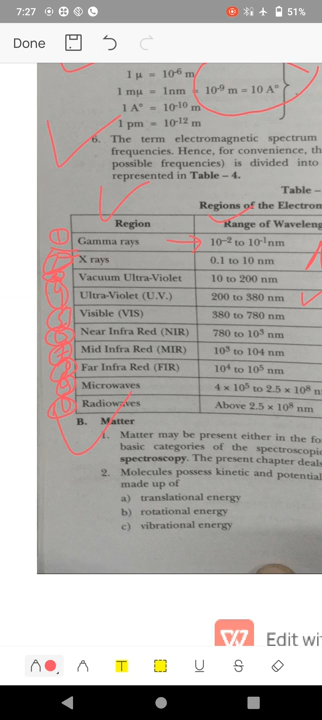 7:27
51%
Done
1 μ = 10⁻⁶ m
1 mμ = 1nm = 10⁻⁹ m = 10 A°
1 A° = 10⁻¹⁰ m
1 pm = 10⁻¹² m
6. The term electromagnetic spectrum
frequencies. Hence, for convenience, th
possible frequencies) is divided into
represented in Table – 4.
Table –
Regions of the Electrom
Region Range of Waveleng
Gamma rays 10⁻² to 10⁻¹nm
X rays 0.1 to 10 nm
Vacuum Ultra-Violet 10 to 200 nm
Ultra-Violet (U.V.) 200 to 380 nm
Visible (VIS) 380 to 780 nm
Near Infra Red (NIR) 780 to 10³ nm
Mid Infra Red (MIR) 10³ to 104 nm
Far Infra Red (FIR) 10⁴ to 10⁵ nm
Microwaves 4 × 10⁵ to 2.5 × 10⁸ n
Radiowaves Above 2.5 × 10⁸ nm
B. Matter
1. Matter may be present either in the fo
basic categories of the spectroscopic
spectroscopy. The present chapter deals
2. Molecules possess kinetic and potential
made up of
a) translational energy
b) rotational energy
c) vibrational energy
Edit wi
T U S